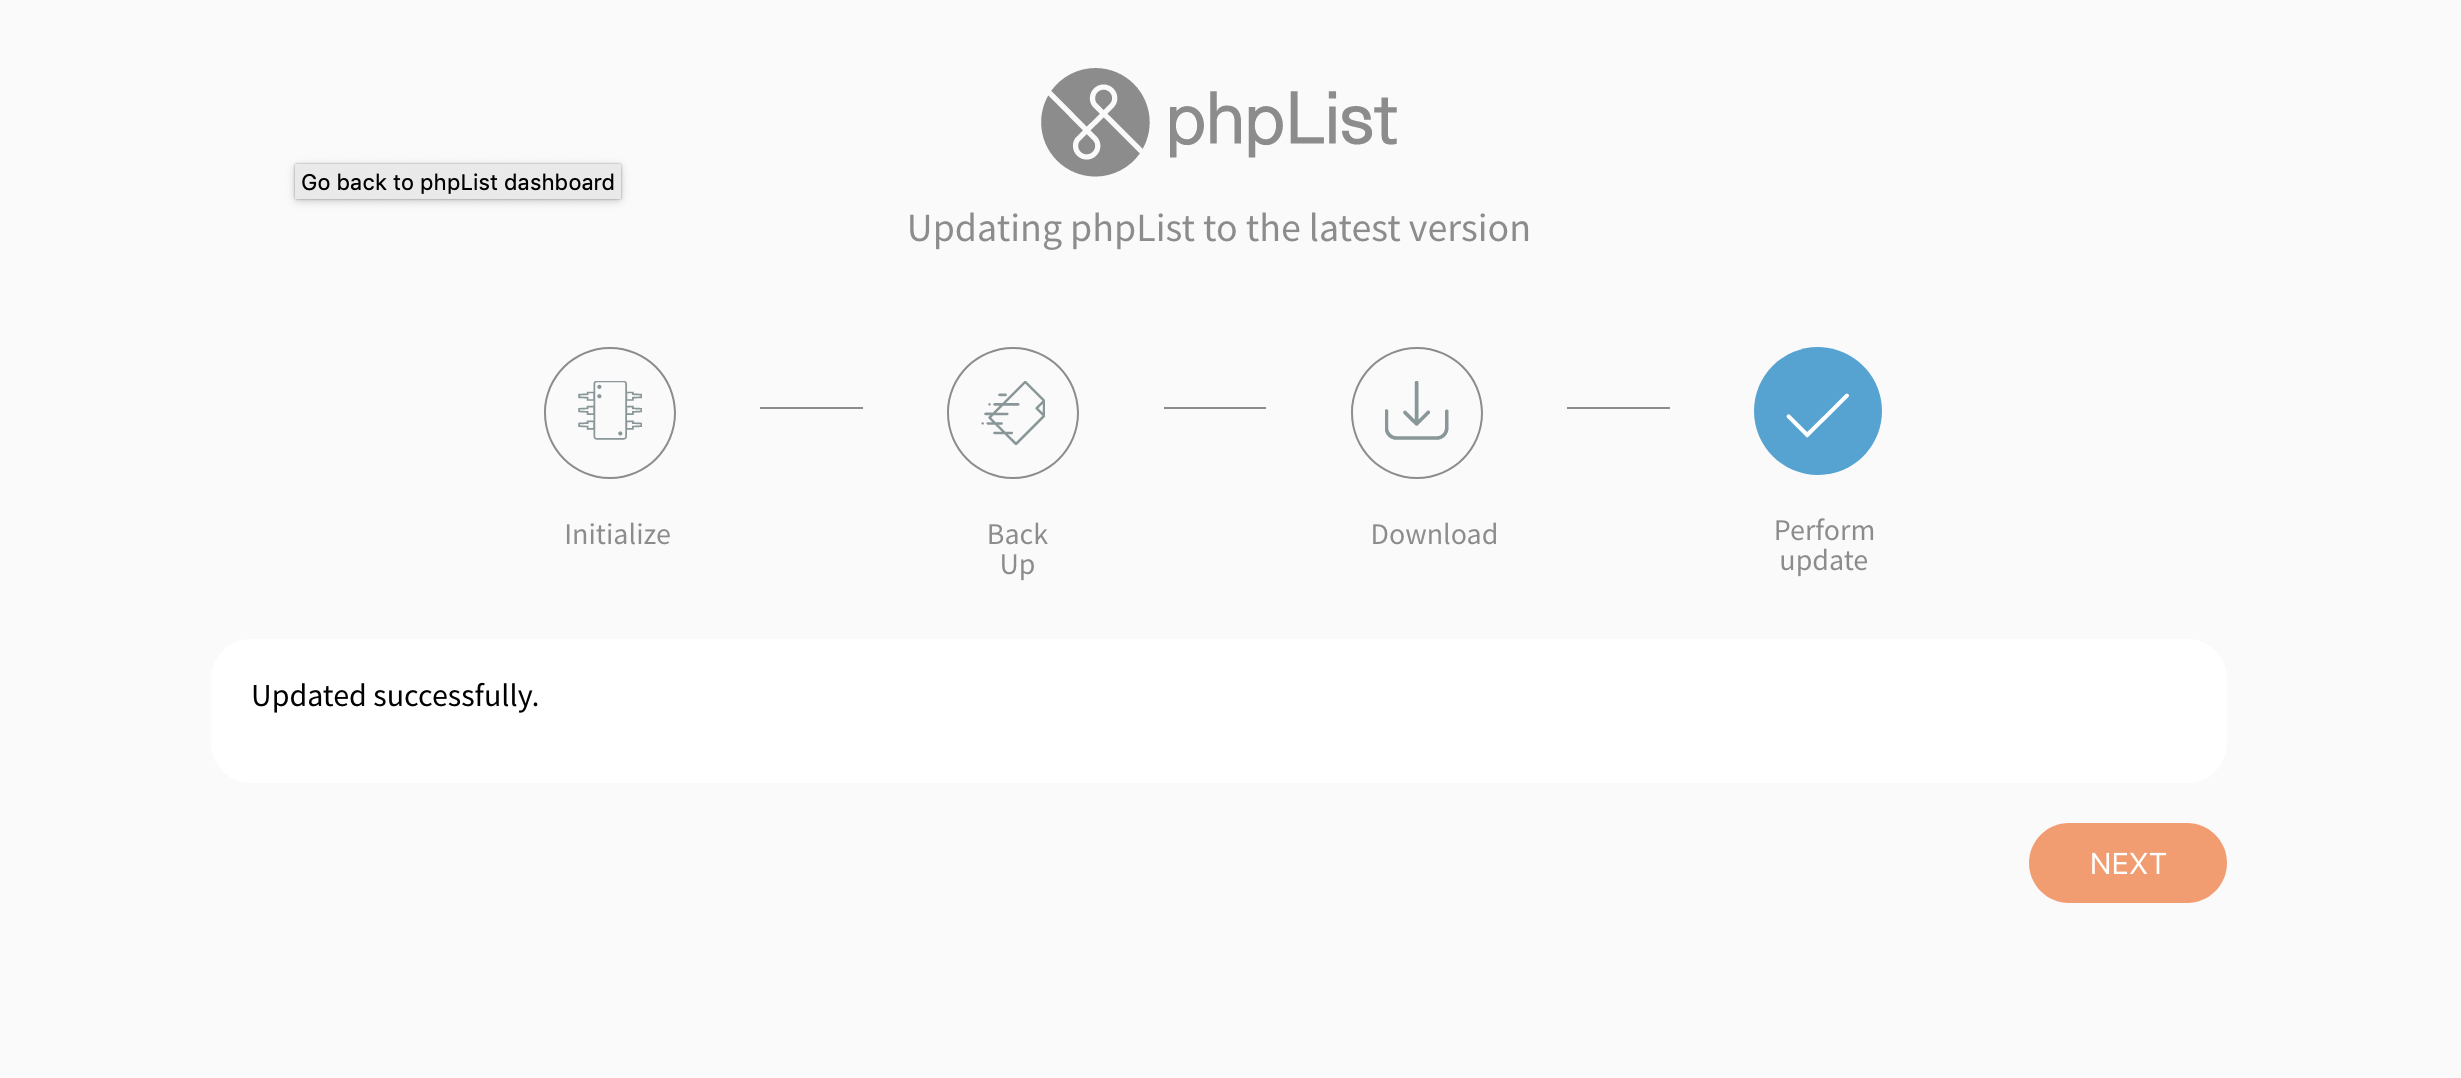 phpList
Go back to phpList dashboard
Updating phpList to the latest version
Initialize
Back
Up
Download
Perform
update
Updated successfully.
NEXT